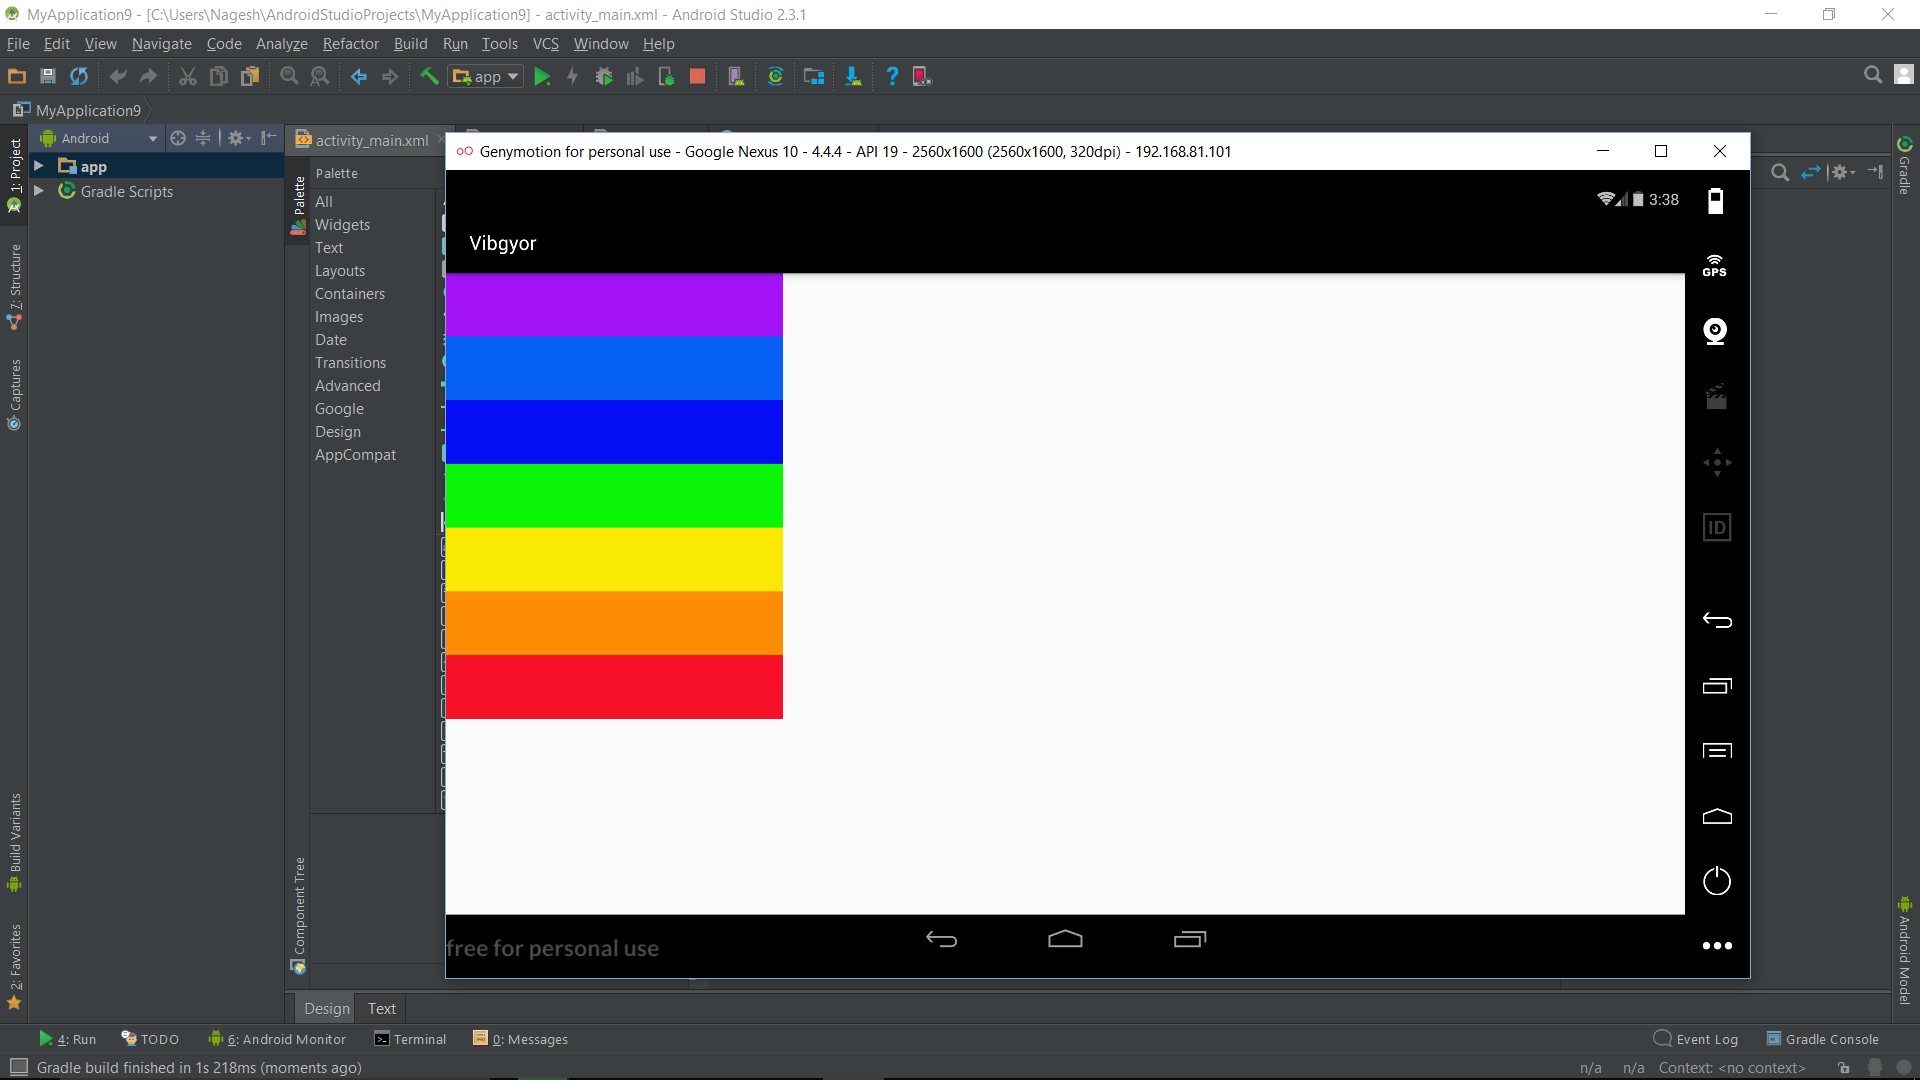 MyApplication9 - [C:\Users\Nagesh\AndroidStudioProjects\MyApplication9] - activity_main.xml - Android Studio 2.3.1
File Edit View Navigate Code Analyze Refactor Build Run Tools VCS Window Help
app
MyApplication9
Android
activity_main.xml
1: Project
7: Structure
Captures
Build Variants
2: Favorites
app
Gradle Scripts
Palette
Palette
All
Widgets
Text
Layouts
Containers
Images
Date
Transitions
Advanced
Google
Design
AppCompat
Component Tree
Genymotion for personal use - Google Nexus 10 - 4.4.4 - API 19 - 2560x1600 (2560x1600, 320dpi) - 192.168.81.101
3:38
Vibgyor
GPS
ID
free for personal use
Gradle
Android Model
Design Text
4: Run TODO 6: Android Monitor Terminal 0: Messages Event Log Gradle Console
Gradle build finished in 1s 218ms (moments ago) n/a n/a Context: <no context>